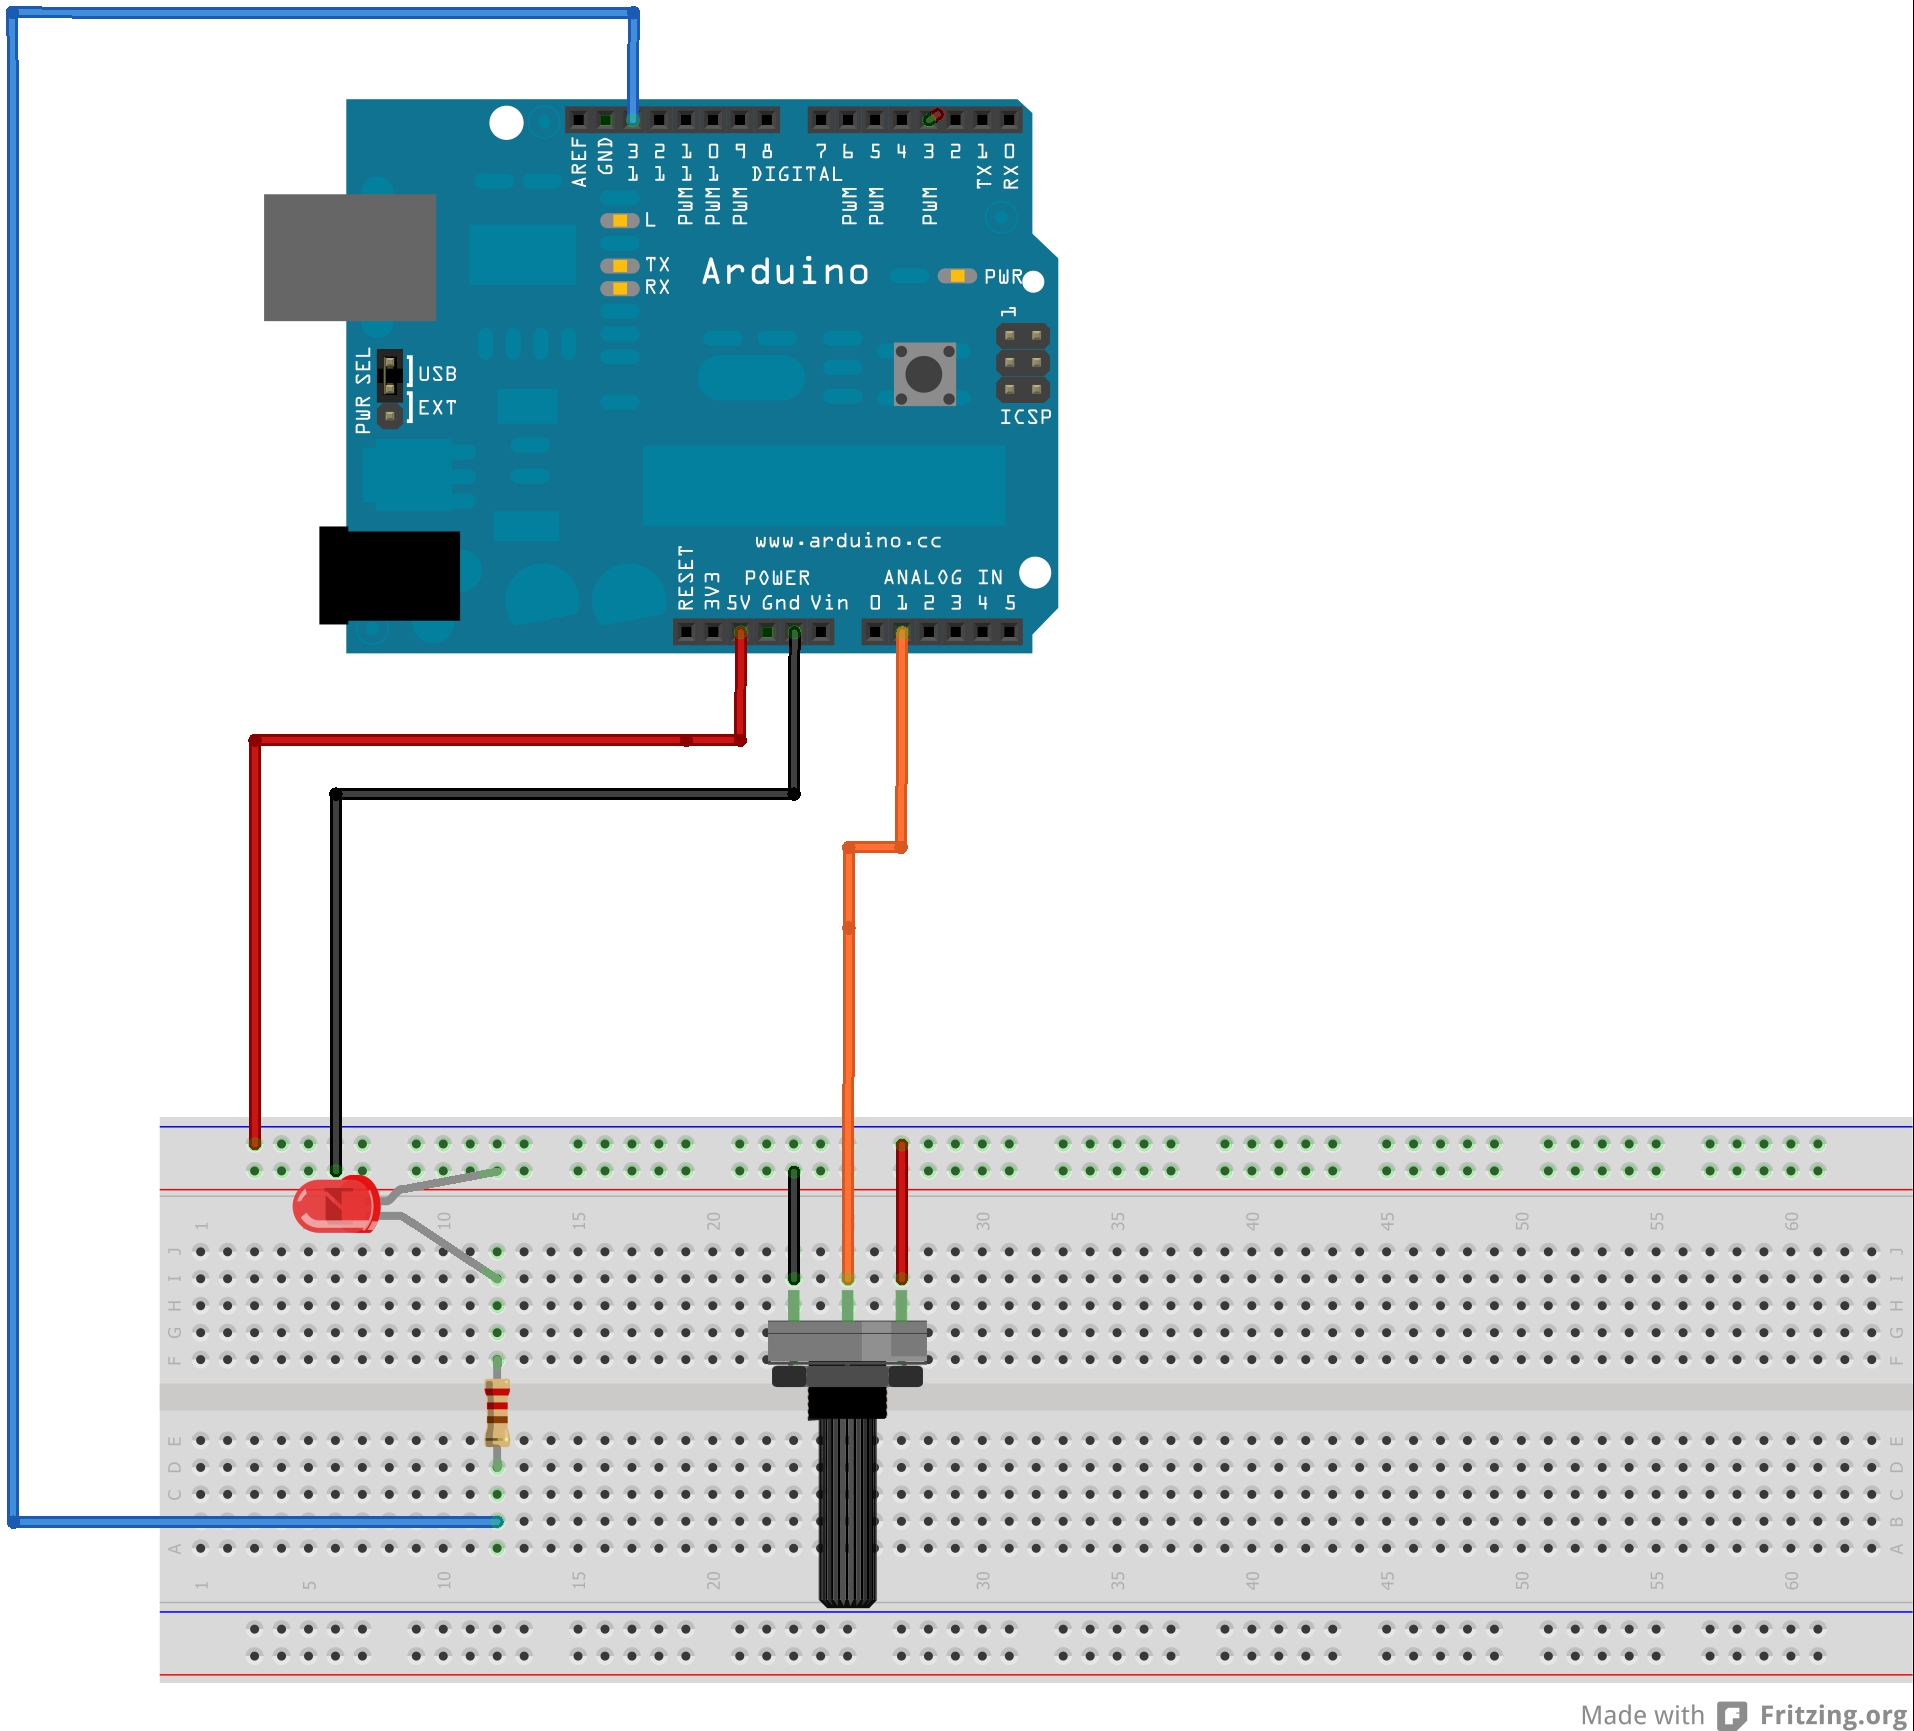 AREF
GND
13
12
11
10
9
8
7
6
5
4
3
2
1
0
TX
RX
DIGITAL
PWM
PWM
PWM
PWM
PWM
PWM
L
TX
RX
Arduino
PWR
1
ICSP
PWR SEL
USB
EXT
www.arduino.cc
RESET
3V3
POWER
ANALOG IN
5V Gnd Vin
0 1 2 3 4 5
1 10 15 20 30 35 40 45 50 55 60
J J
I I
H H
G G
F F
E E
D D
C C
B
A A
1 5 10 15 20 30 35 40 45 50 55 60
Made with Fritzing.org